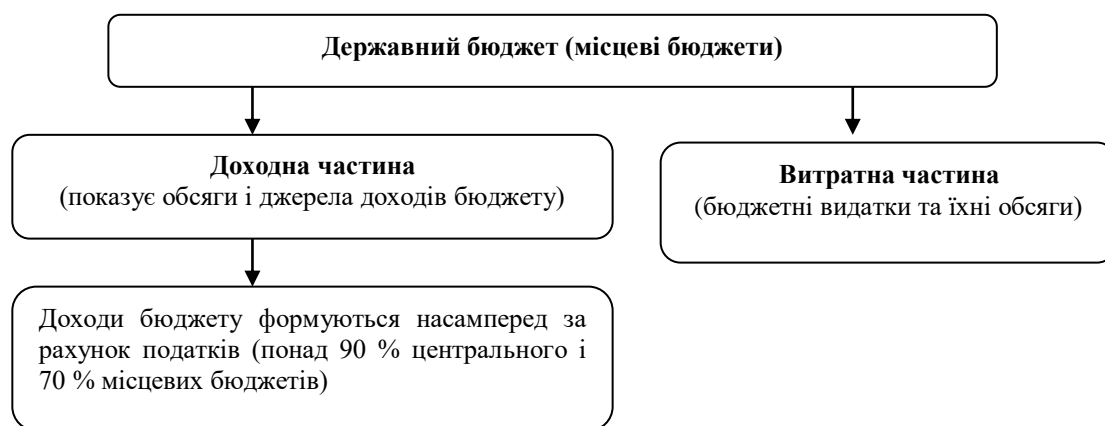 Державний бюджет (місцеві бюджети)
Доходна частина
(показує обсяги і джерела доходів бюджету)
Витратна частина
(бюджетні видатки та їхні обсяги)
Доходи бюджету формуються насамперед за
рахунок податків (понад 90 % центрального і
70 % місцевих бюджетів)